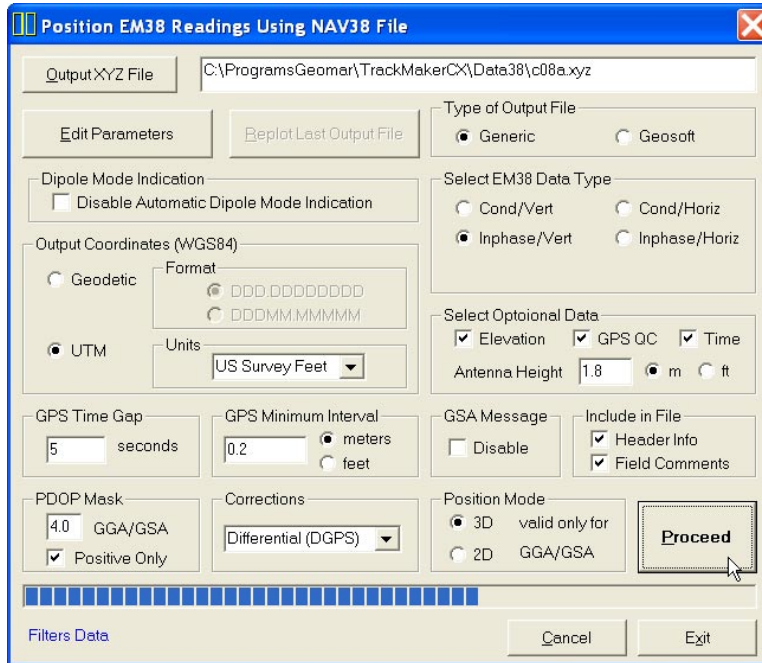 Position EM38 Readings Using NAV38 File
Output XYZ File
C:\ProgramsGeomar\TrackMakerCX\Data38\c08a.xyz
Edit Parameters
Replot Last Output File
Type of Output File
Generic
Geosoft
Dipole Mode Indication
Disable Automatic Dipole Mode Indication
Select EM38 Data Type
Cond/Vert
Cond/Horiz
Inphase/Vert
Inphase/Horiz
Output Coordinates (WGS84)
Geodetic
Format
DDD.DDDDDDDD
DDDMM.MMMMM
UTM
Units
US Survey Feet
Select Optoional Data
Elevation
GPS QC
Time
Antenna Height
1.8
m
ft
GPS Time Gap
5
seconds
GPS Minimum Interval
0.2
meters
feet
GSA Message
Disable
Include in File
Header Info
Field Comments
PDOP Mask
4.0
GGA/GSA
Positive Only
Corrections
Differential (DGPS)
Position Mode
3D
valid only for
2D
GGA/GSA
Proceed
Filters Data
Cancel
Exit